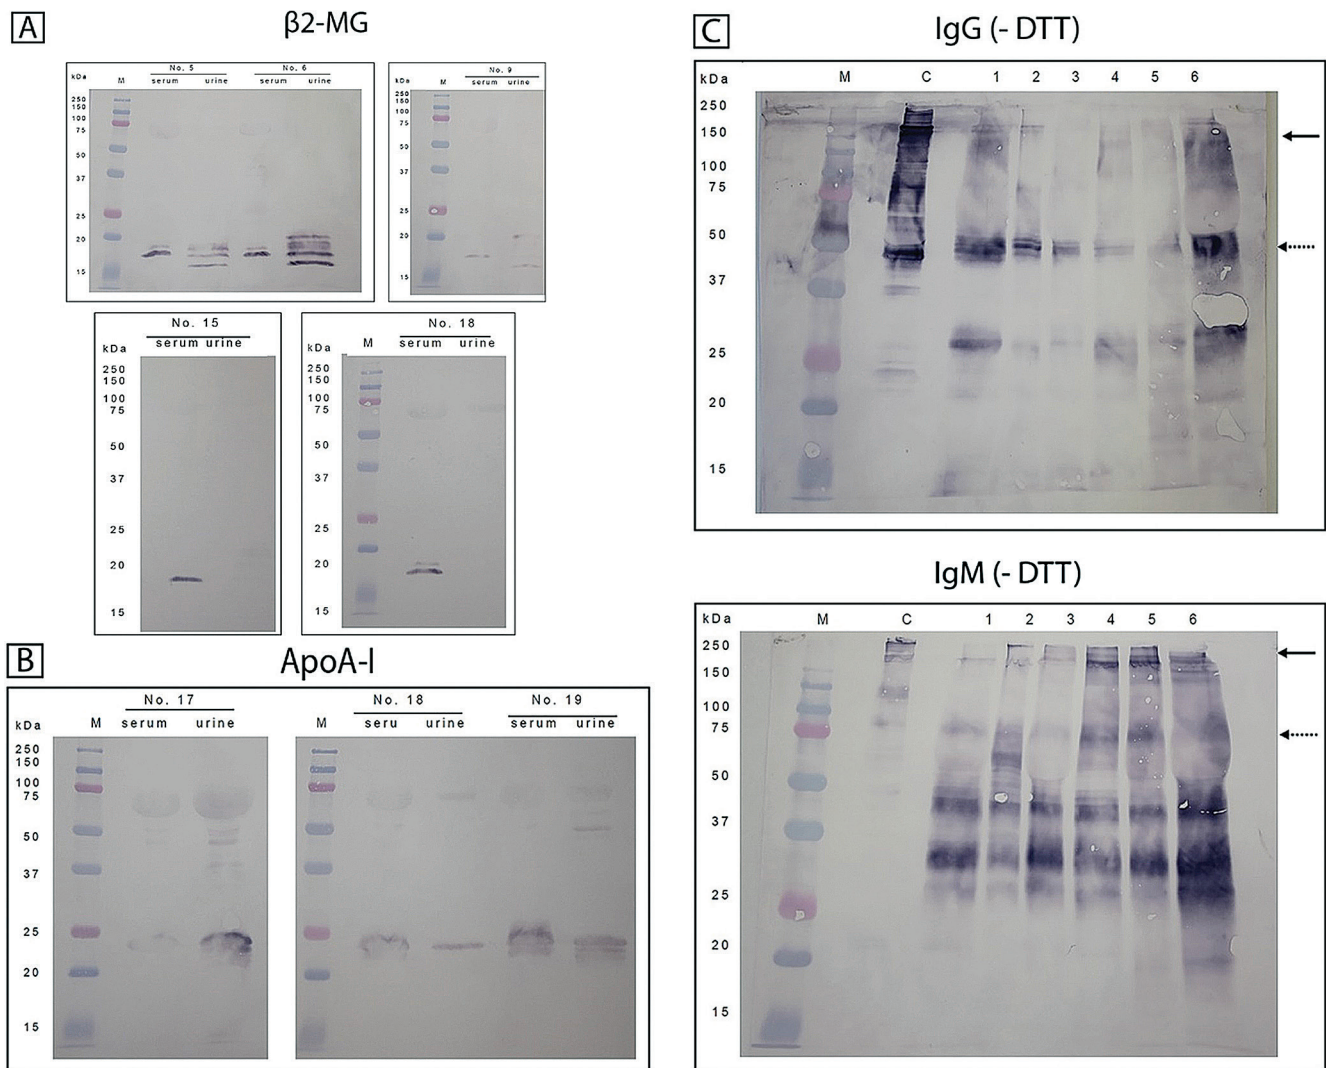 A
β2-MG
No. 5
No. 6
kDa
M
serum
urine
serum
urine
250
150
100
75
50
37
25
20
15
No. 9
kDa
M
serum
urine
250
150
100
75
50
37
25
20
15
No. 15
kDa
serum urine
250
150
100
75
50
37
25
20
15
No. 18
kDa
M
serum
urine
250
150
100
75
50
37
25
20
15
B
ApoA-I
No. 17
kDa
M
serum
urine
250
150
100
75
50
37
25
20
15
No. 18
No. 19
M
seru
urine
serum
urine
C
IgG (- DTT)
kDa
M
C
1
2
3
4
5
6
250
150
100
75
50
37
25
20
15
IgM (- DTT)
kDa
M
C
1
2
3
4
5
6
250
150
100
75
50
37
25
20
15